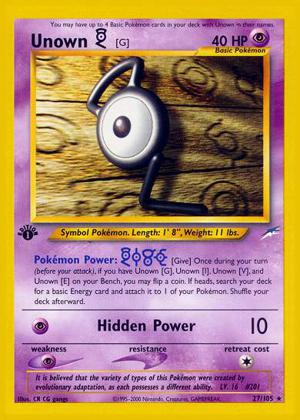 You may have up to 4 Basic Pokémon cards in your deck with Unown in their names.
Unown [G] 40 HP
Basic Pokémon
Symbol Pokémon. Length: 1' 8", Weight: 11 lbs.
EDITION 1
Pokémon Power: [Give] Once during your turn
(before your attack), if you have Unown [G], Unown [I], Unown [V], and
Unown [E] on your Bench, you may flip a coin. If heads, search your deck
for a basic Energy card and attach it to 1 of your Pokémon. Shuffle your
deck afterward.
Hidden Power 10
weakness resistance retreat cost
It is believed that the variety of this types of this Pokémon were created by
evolutionary adaptation, as each possesses a different ability. LV. 16 #201
Illus. CR CG gangs ©1995-2000 Nintendo, Creatures, GAMEFREAK. 27/105